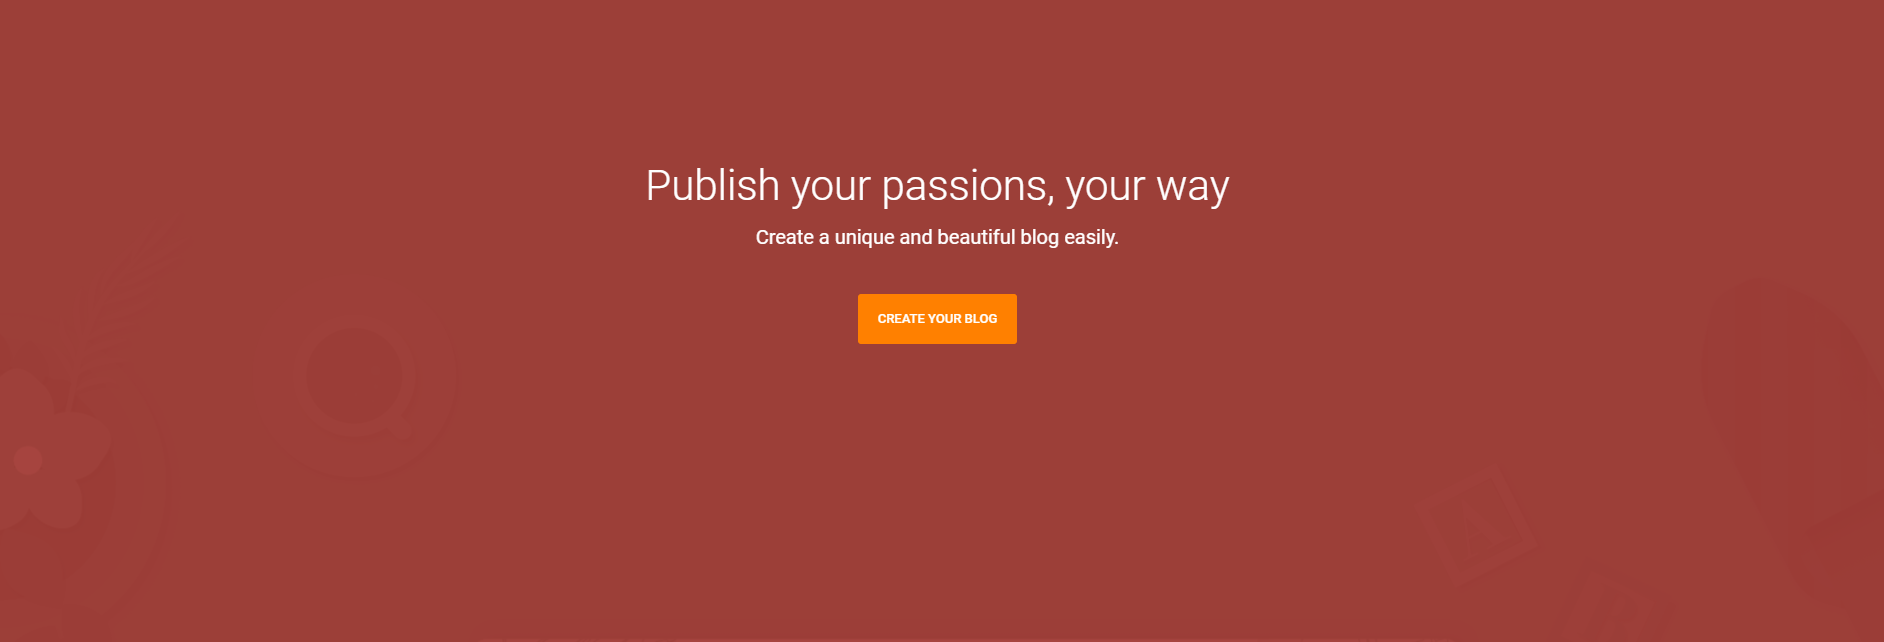 Publish your passions, your way
Create a unique and beautiful blog easily.
CREATE YOUR BLOG